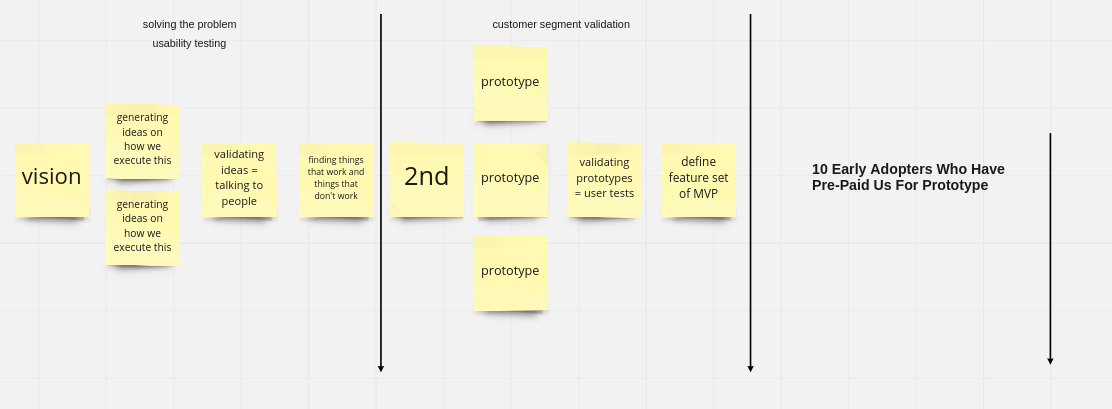 solving the problem
usability testing
customer segment validation
vision
generating
ideas on
how we
execute this
generating
ideas on
how we
execute this
validating
ideas =
talking to
people
finding things
that work and
things that
don't work
2nd
prototype
prototype
prototype
validating
prototypes
= user tests
define
feature set
of MVP
10 Early Adopters Who Have
Pre-Paid Us For Prototype